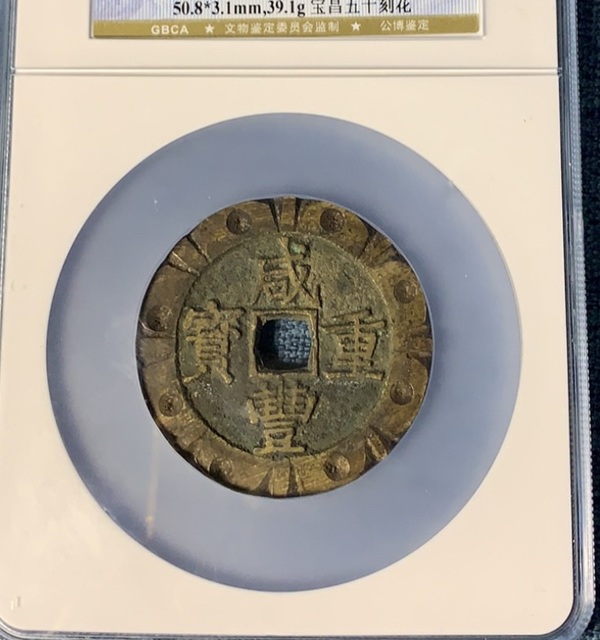 50.8*3.1mm,39.1g 宝昌五十刻花
GBCA ★ 文物鉴定委员会监制 ★ 公博鉴定
咸
寶 重
豐